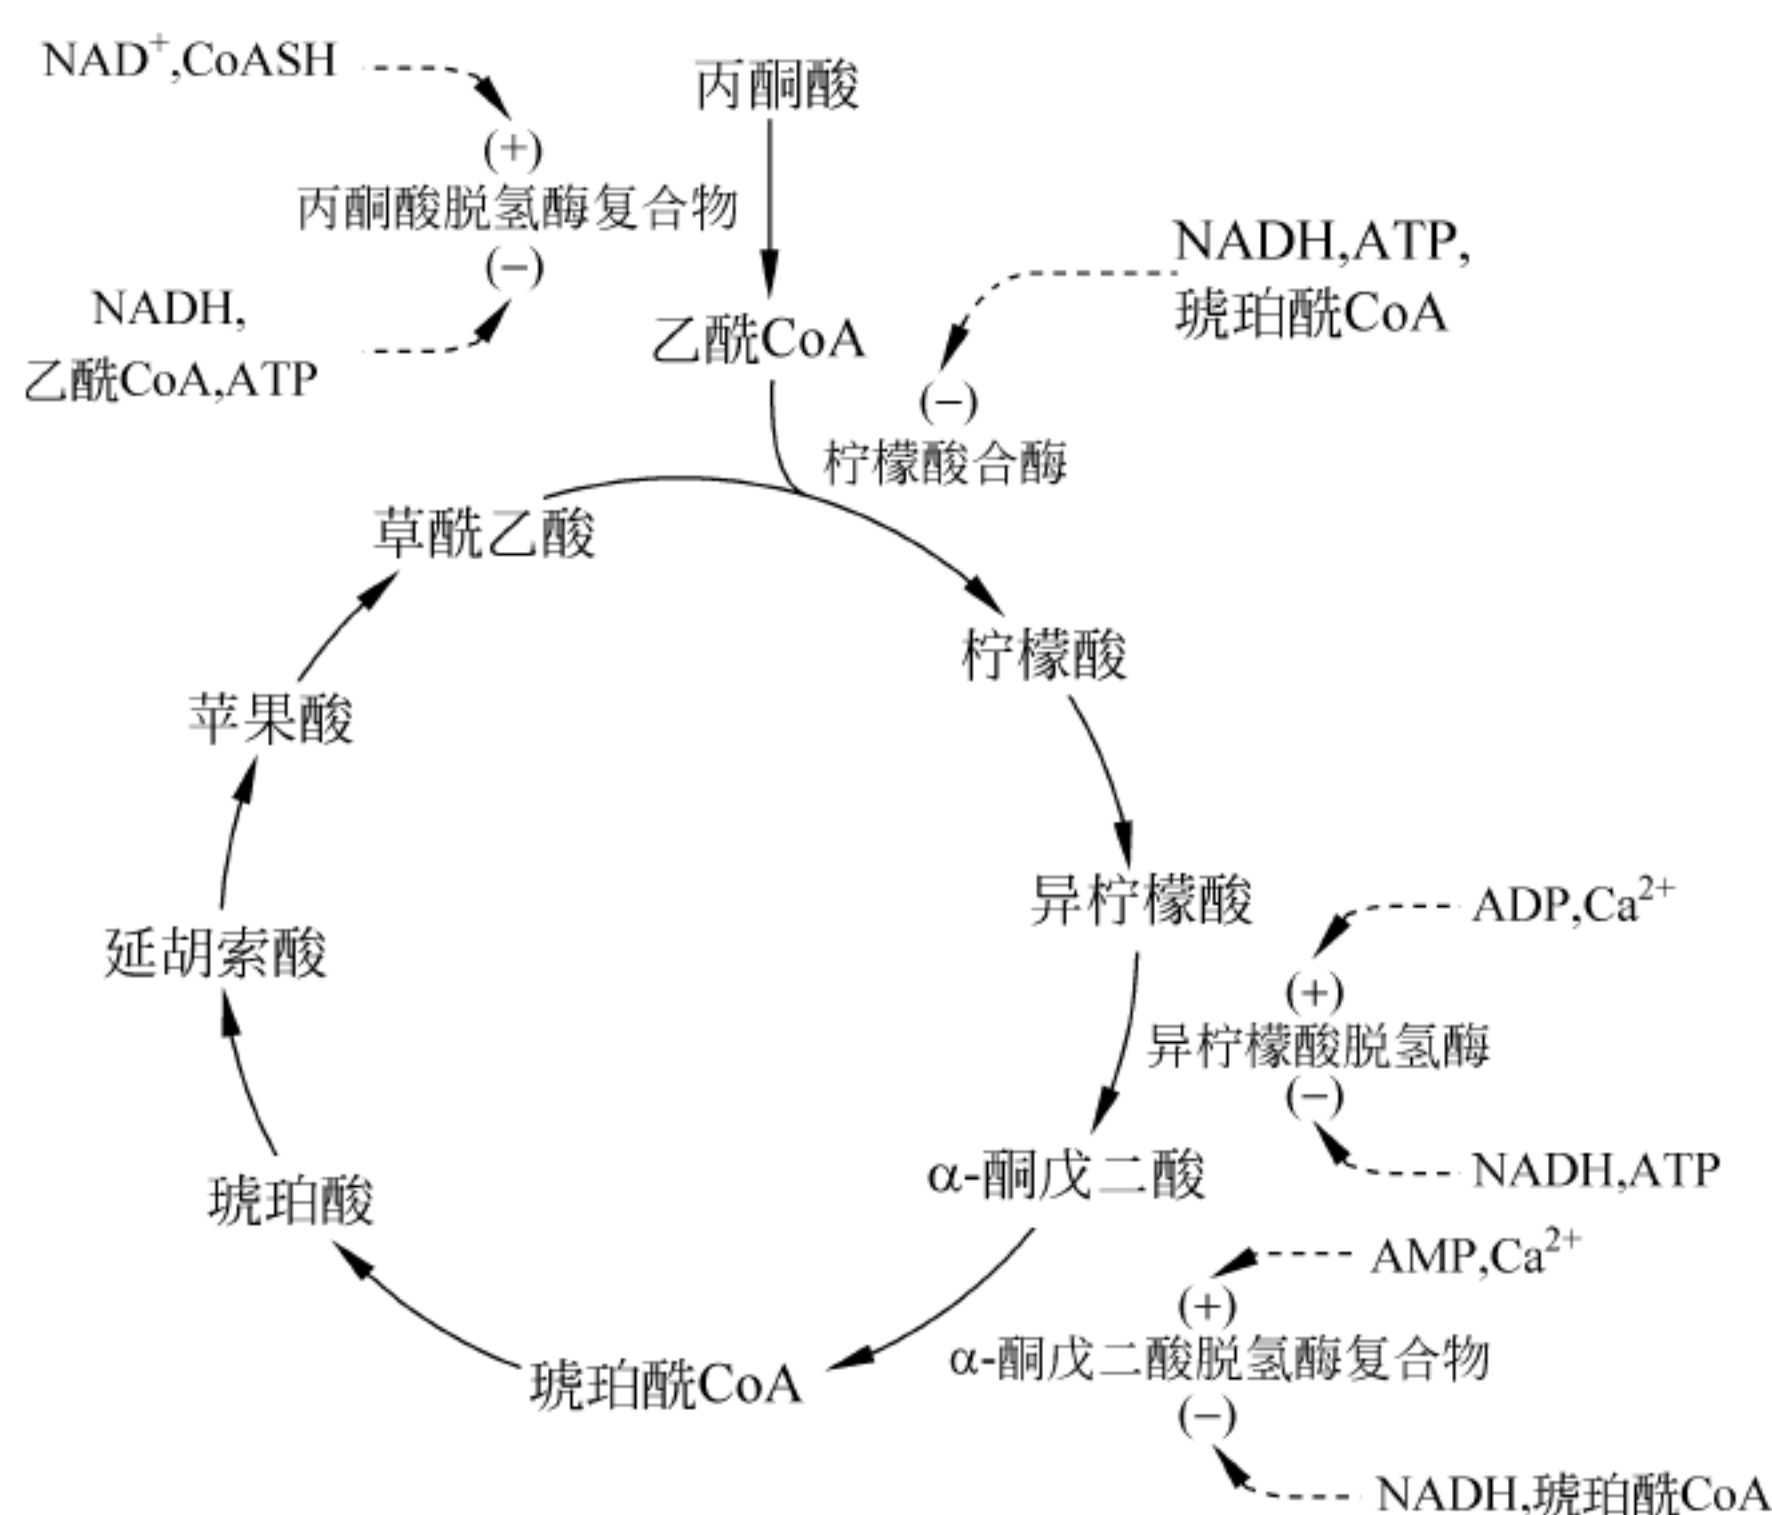 NAD⁺,CoASH
丙酮酸
(+)
丙酮酸脱氢酶复合物
(−)
NADH,
乙酰CoA,ATP
NADH,ATP,
琥珀酰CoA
乙酰CoA
(−)
柠檬酸合酶
草酰乙酸
柠檬酸
苹果酸
异柠檬酸
ADP,Ca²⁺
(+)
异柠檬酸脱氢酶
(−)
NADH,ATP
延胡索酸
α-酮戊二酸
琥珀酸
AMP,Ca²⁺
(+)
α-酮戊二酸脱氢酶复合物
(−)
NADH,琥珀酰CoA
琥珀酰CoA